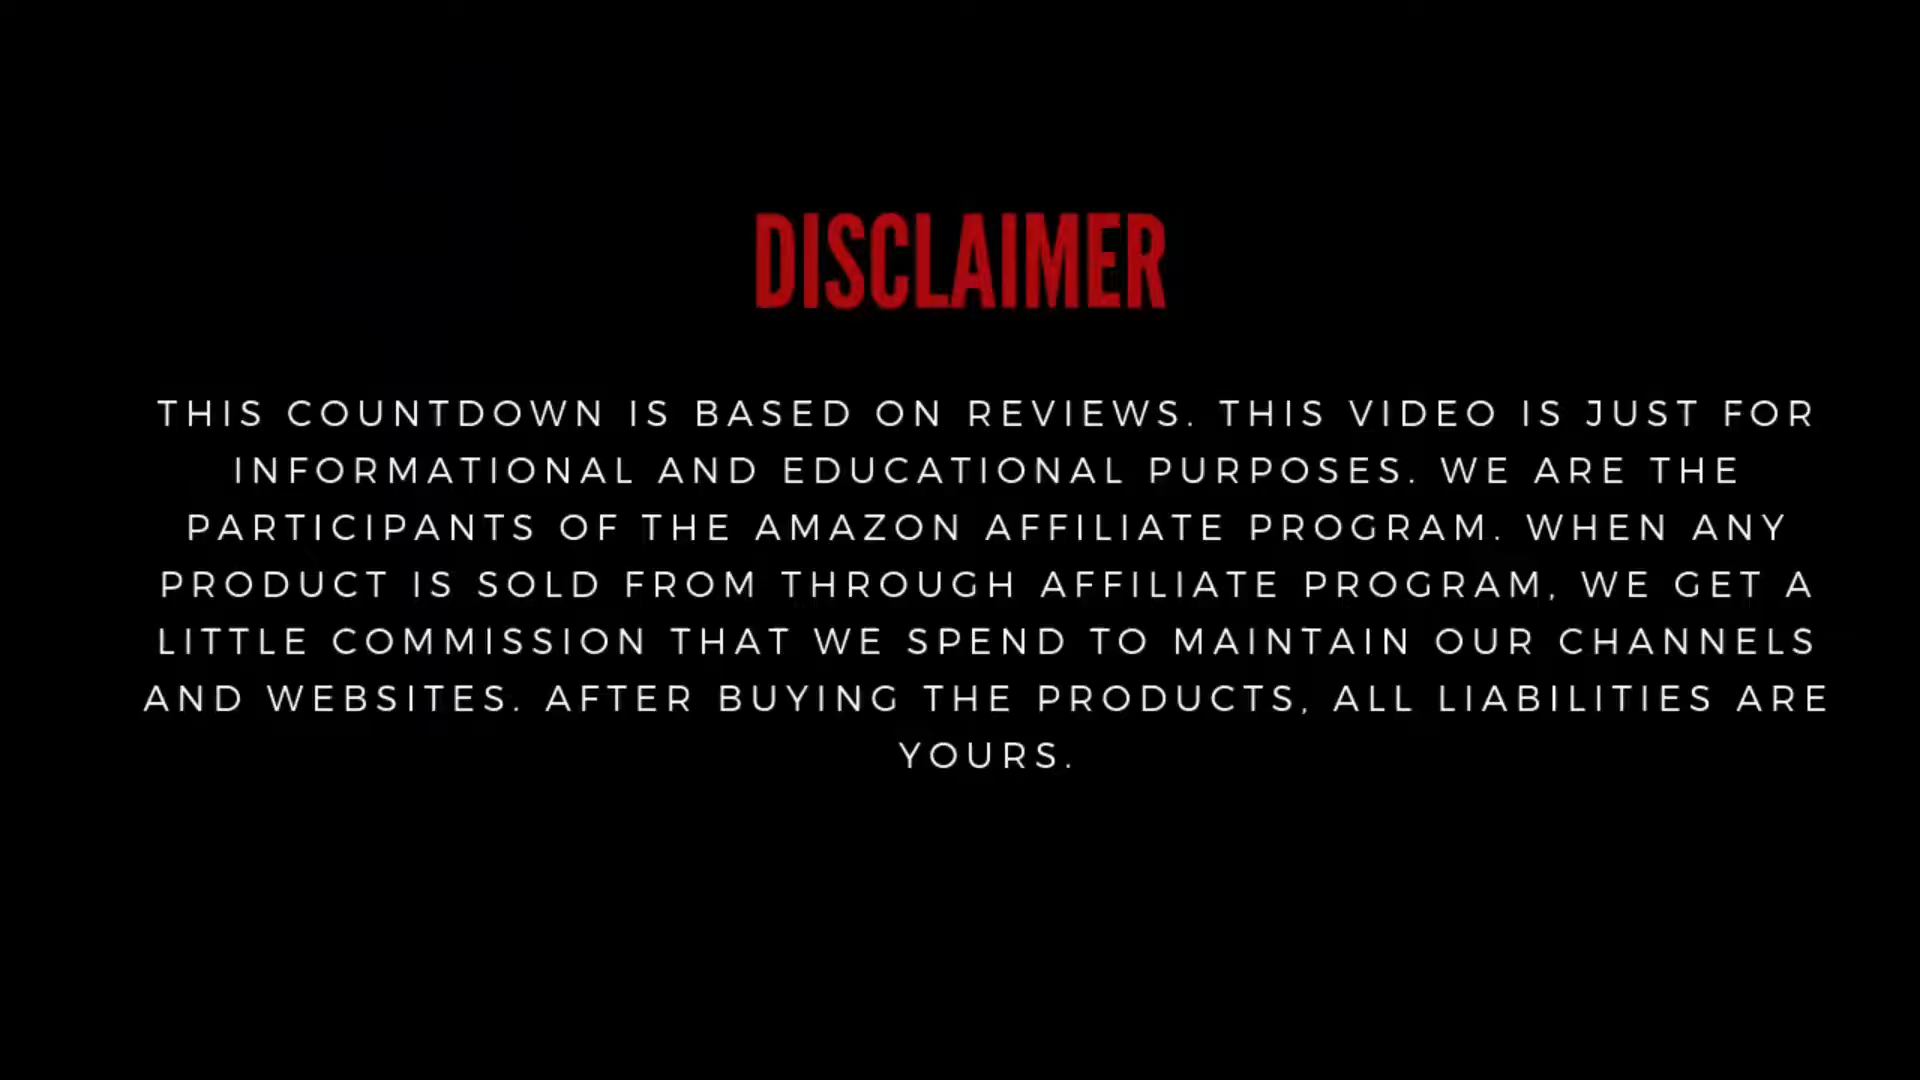 DISCLAIMER
THIS COUNTDOWN IS BASED ON REVIEWS. THIS VIDEO IS JUST FOR
INFORMATIONAL AND EDUCATIONAL PURPOSES. WE ARE THE
PARTICIPANTS OF THE AMAZON AFFILIATE PROGRAM. WHEN ANY
PRODUCT IS SOLD FROM THROUGH AFFILIATE PROGRAM, WE GET A
LITTLE COMMISSION THAT WE SPEND TO MAINTAIN OUR CHANNELS
AND WEBSITES. AFTER BUYING THE PRODUCTS, ALL LIABILITIES ARE
YOURS.